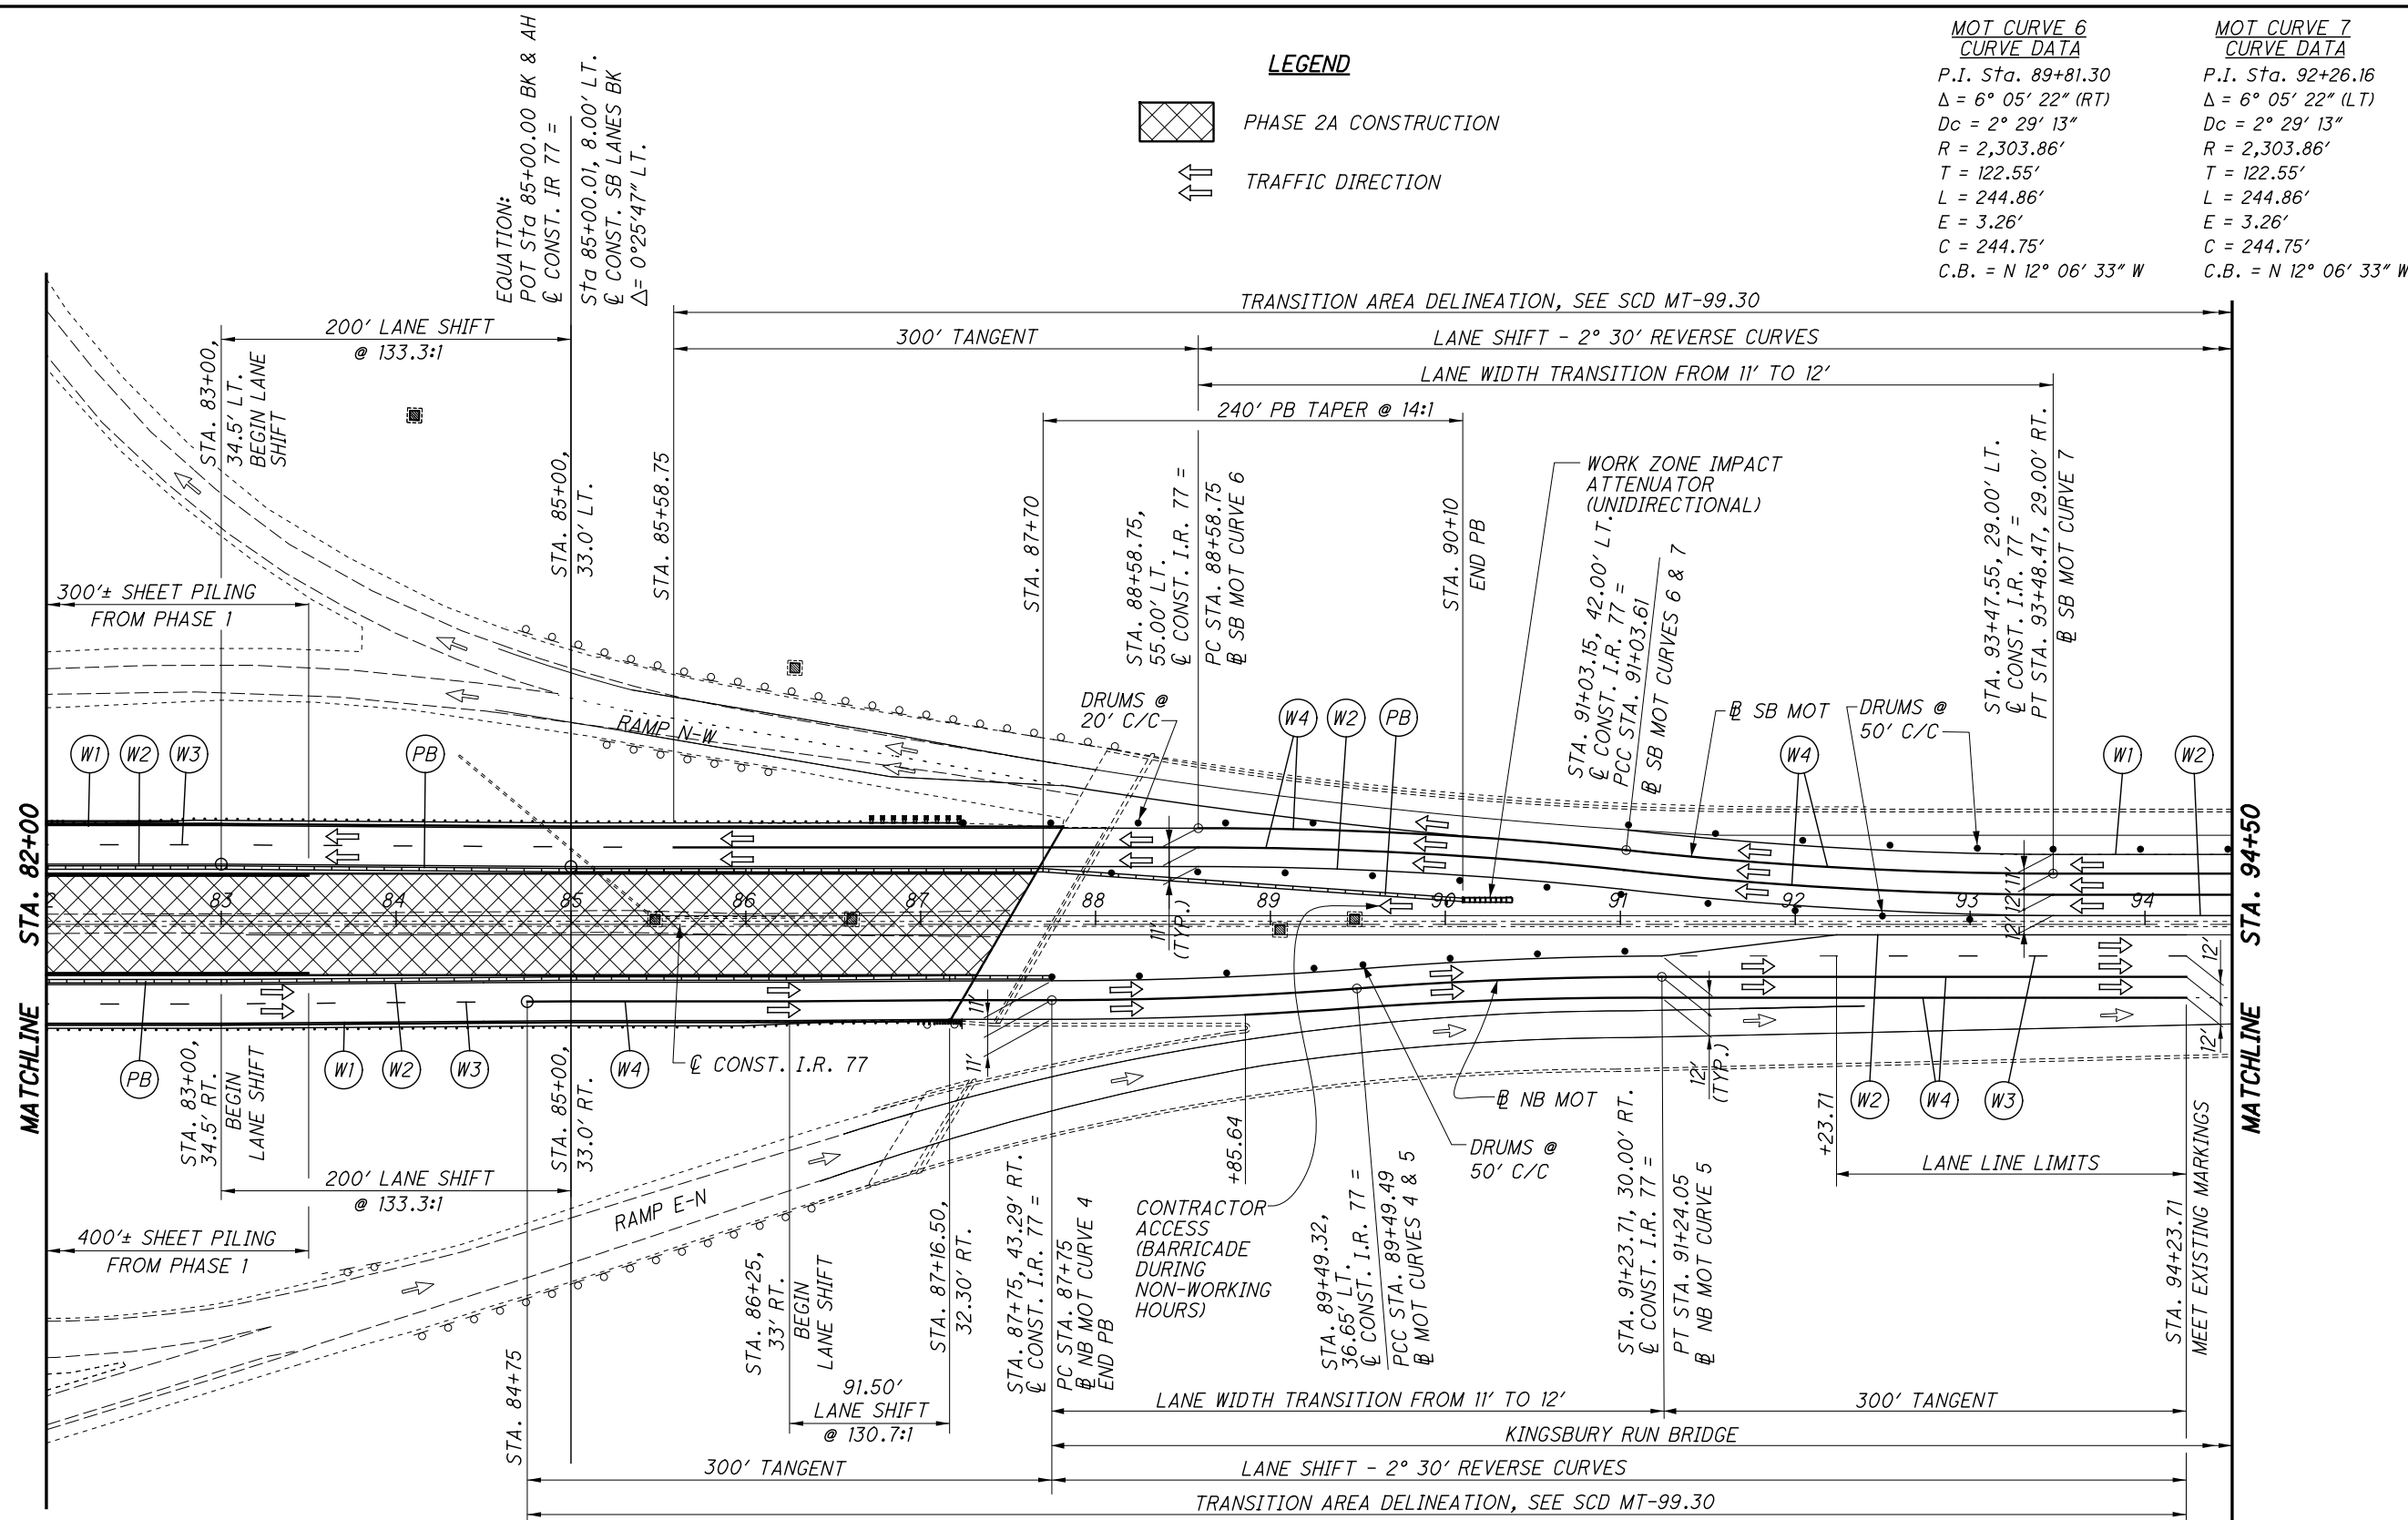 LEGEND
PHASE 2A CONSTRUCTION
TRAFFIC DIRECTION
MOT CURVE 6
CURVE DATA
P.I. Sta. 89+81.30
Δ = 6° 05′ 22″ (RT)
Dc = 2° 29′ 13″
R = 2,303.86′
T = 122.55′
L = 244.86′
E = 3.26′
C = 244.75′
C.B. = N 12° 06′ 33″ W
MOT CURVE 7
CURVE DATA
P.I. Sta. 92+26.16
Δ = 6° 05′ 22″ (LT)
Dc = 2° 29′ 13″
R = 2,303.86′
T = 122.55′
L = 244.86′
E = 3.26′
C = 244.75′
C.B. = N 12° 06′ 33″ W
EQUATION:
POT Sta 85+00.00 BK & AH
℄ CONST. IR 77 =
Sta 85+00.01, 8.00′ LT.
℄ CONST. SB LANES BK
Δ= 0°25′47″ LT.
TRANSITION AREA DELINEATION, SEE SCD MT-99.30
200′ LANE SHIFT
@ 133.3:1
300′ TANGENT
LANE SHIFT - 2° 30′ REVERSE CURVES
LANE WIDTH TRANSITION FROM 11′ TO 12′
240′ PB TAPER @ 14:1
STA. 83+00,
34.5′ LT.
BEGIN LANE
SHIFT
STA. 85+00,
33.0′ LT.
STA. 85+58.75
STA. 87+70
STA. 88+58.75,
55.00′ LT.
℄ CONST. I.R. 77 =
PC STA. 88+58.75
BL SB MOT CURVE 6
STA. 90+10
END PB
WORK ZONE IMPACT
ATTENUATOR
(UNIDIRECTIONAL)
STA. 91+03.15, 42.00′ LT.
℄ CONST. I.R. 77 =
PCC STA. 91+03.61
BL SB MOT CURVES 6 & 7
STA. 93+47.55, 29.00′ LT.
℄ CONST. I.R. 77 =
PT STA. 93+48.47, 29.00′ RT.
BL SB MOT CURVE 7
300′± SHEET PILING
FROM PHASE 1
RAMP N-W
DRUMS @
20′ C/C
BL SB MOT
DRUMS @
50′ C/C
W1
W2
W3
PB
W4
W2
PB
W4
W1
W2
MATCHLINE STA. 82+00
MATCHLINE STA. 94+50
2
83
84
85
86
87
88
89
90
91
92
93
94
11′
(TYP.)
12′
12′
11′
12′
12′
11′
11′
12′
(TYP.)
PB
W1
W2
W3
W4
W2
W4
W3
℄ CONST. I.R. 77
BL NB MOT
DRUMS @
50′ C/C
STA. 83+00,
34.5′ RT.
BEGIN
LANE SHIFT
STA. 85+00,
33.0′ RT.
200′ LANE SHIFT
@ 133.3:1
400′± SHEET PILING
FROM PHASE 1
RAMP E-N
STA. 84+75
STA. 86+25,
33′ RT.
BEGIN
LANE SHIFT
STA. 87+16.50,
32.30′ RT.
STA. 87+75, 43.29′ RT.
℄ CONST. I.R. 77 =
PC STA. 87+75
BL NB MOT CURVE 4
END PB
+85.64
CONTRACTOR
ACCESS
(BARRICADE
DURING
NON-WORKING
HOURS)
STA. 89+49.32,
36.65′ LT.
℄ CONST. I.R. 77 =
PCC STA. 89+49.49
BL MOT CURVES 4 & 5
STA. 91+23.71, 30.00′ RT.
℄ CONST. I.R. 77 =
PT STA. 91+24.05
BL NB MOT CURVE 5
+23.71
LANE LINE LIMITS
STA. 94+23.71
MEET EXISTING MARKINGS
91.50′
LANE SHIFT
@ 130.7:1
LANE WIDTH TRANSITION FROM 11′ TO 12′
300′ TANGENT
KINGSBURY RUN BRIDGE
300′ TANGENT
LANE SHIFT - 2° 30′ REVERSE CURVES
TRANSITION AREA DELINEATION, SEE SCD MT-99.30